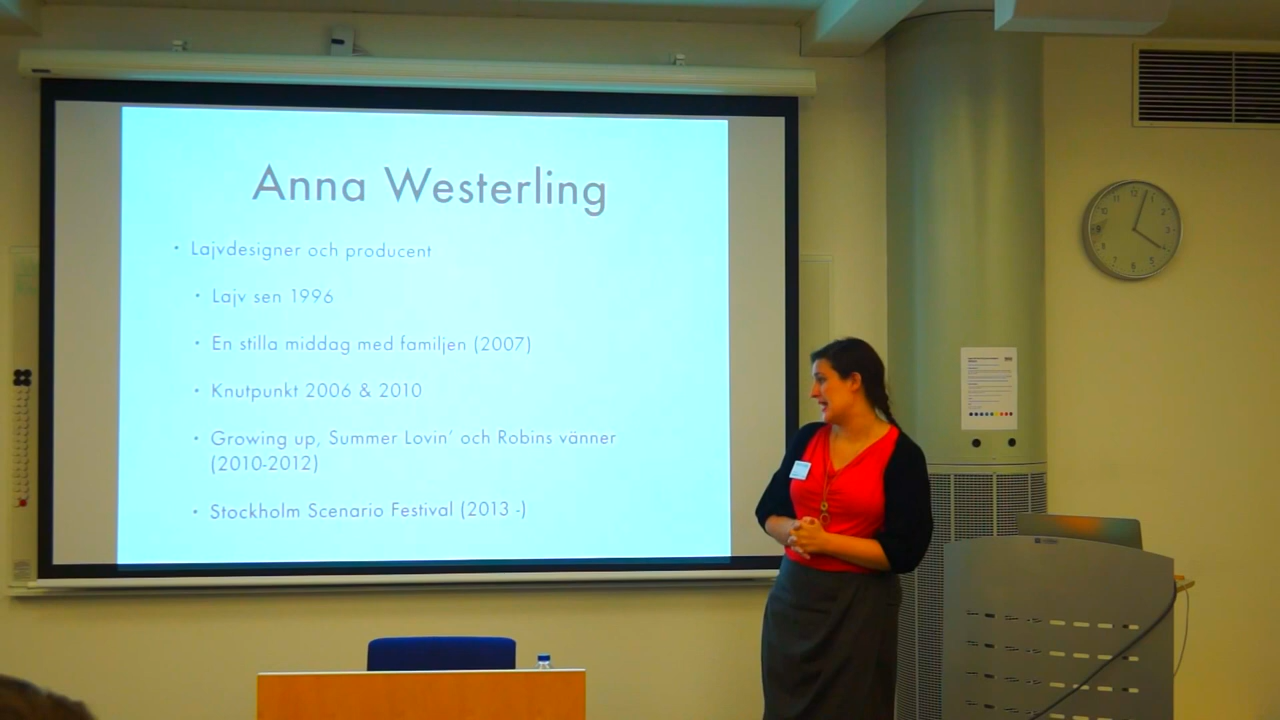 Anna Westerling
• Lajvdesigner och producent
• Lajv sen 1996
• En stilla middag med familjen (2007)
• Knutpunkt 2006 & 2010
• Growing up, Summer Lovin' och Robins vänner
(2010-2012)
• Stockholm Scenario Festival (2013 -)